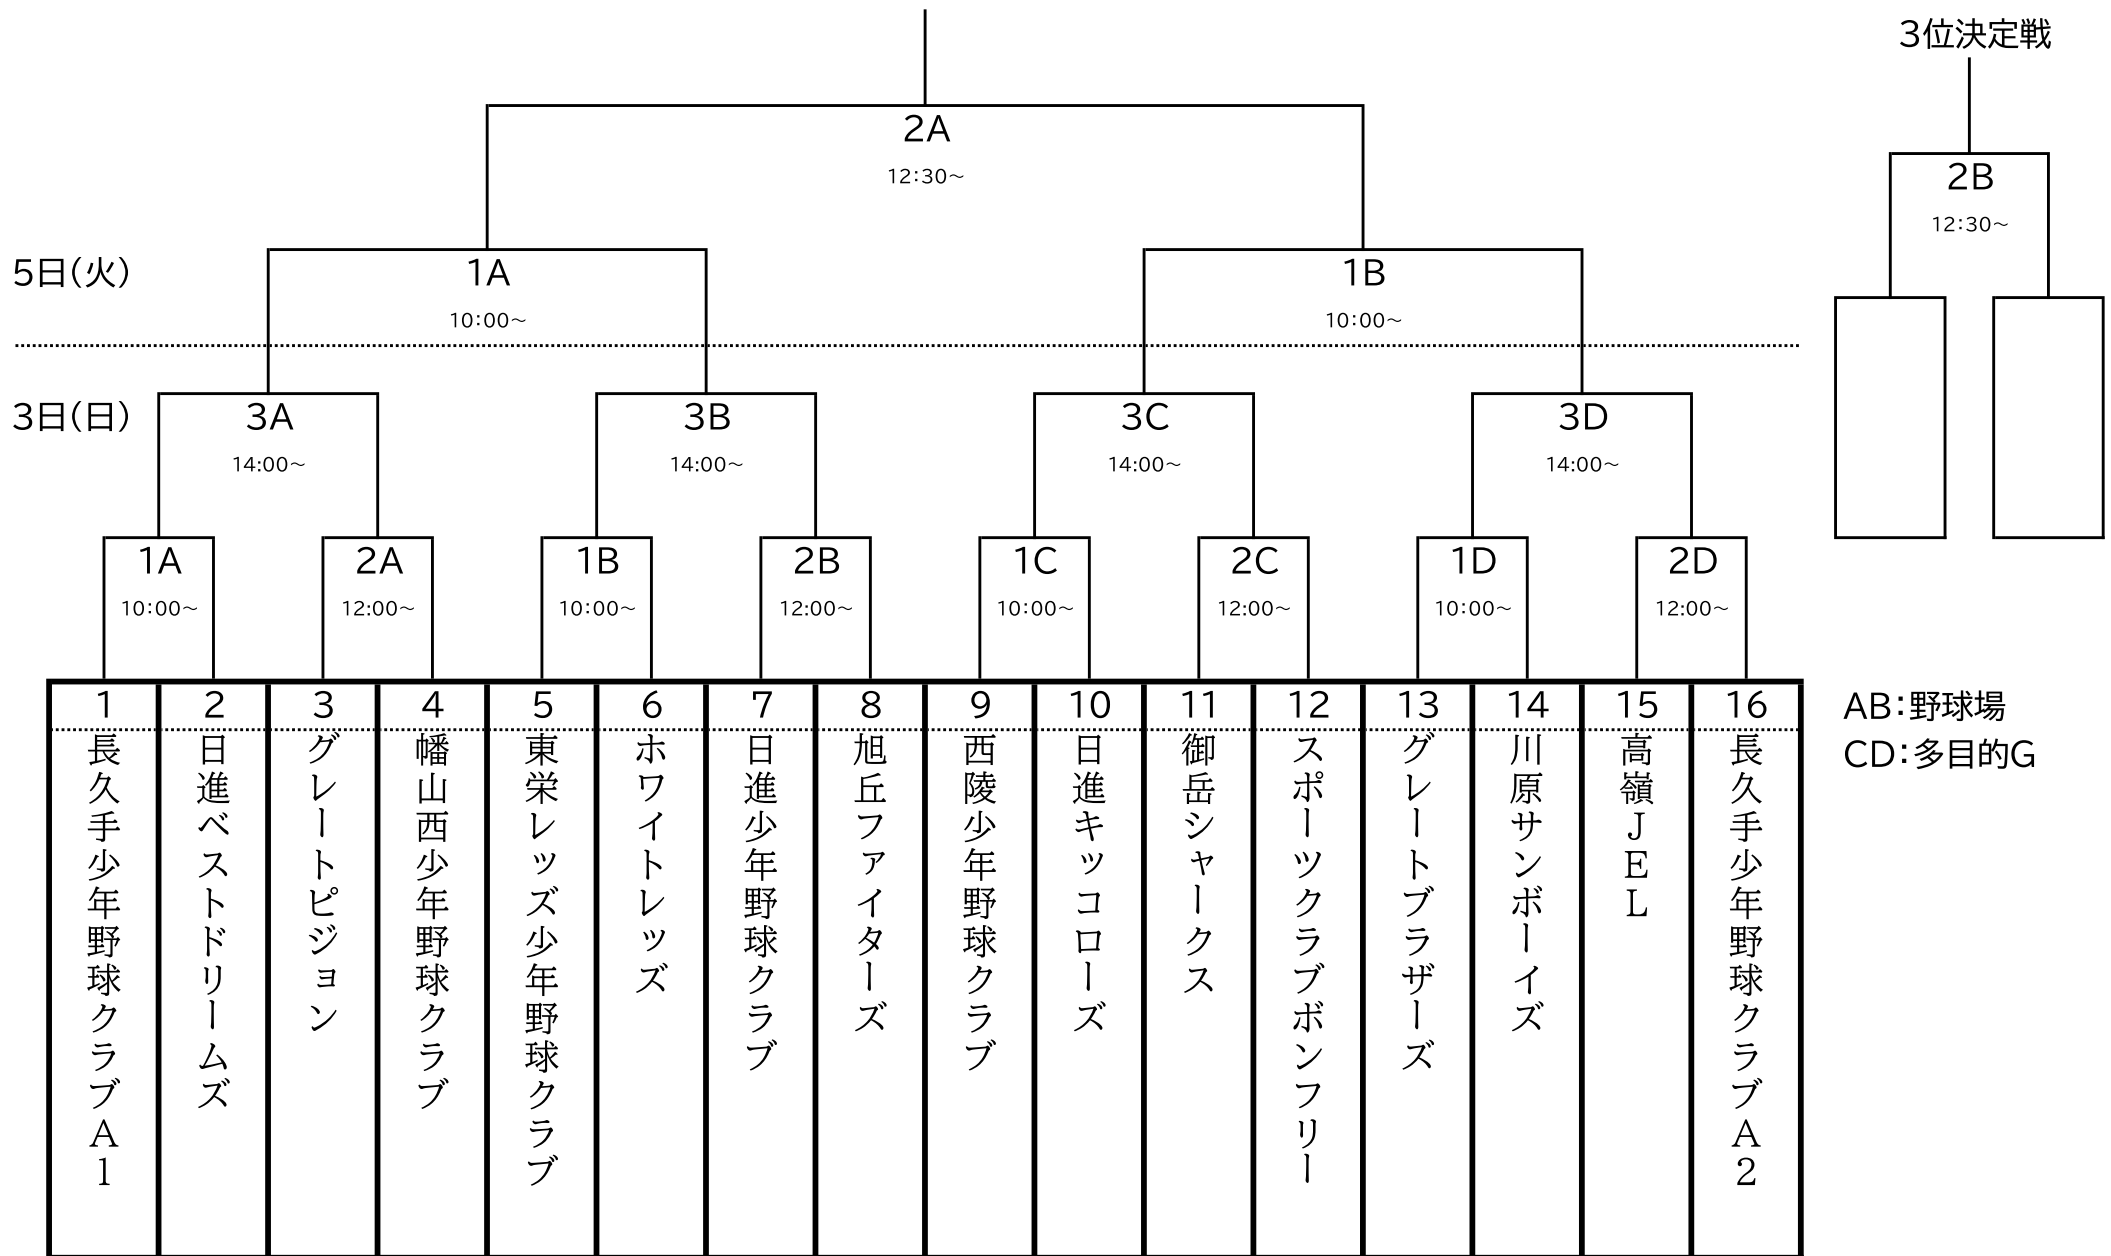 3位決定戦
2A
12:30～
2B
12:30～
5日(火)
1A
10:00～
1B
10:00～
3日(日)
3A
14:00～
3B
14:00～
3C
14:00～
3D
14:00～
1A
10:00～
2A
12:00～
1B
10:00～
2B
12:00～
1C
10:00～
2C
12:00～
1D
10:00～
2D
12:00～
1
長久手少年野球クラブA1
2
日進ベストドリームズ
3
グレートピジョン
4
幡山西少年野球クラブ
5
東栄レッズ少年野球クラブ
6
ホワイトレッズ
7
日進少年野球クラブ
8
旭丘ファイターズ
9
西陵少年野球クラブ
10
日進キッコローズ
11
御岳シャークス
12
スポーツクラブボンフリー
13
グレートブラザーズ
14
川原サンボーイズ
15
高嶺JEL
16
長久手少年野球クラブA2
AB:野球場
CD:多目的G